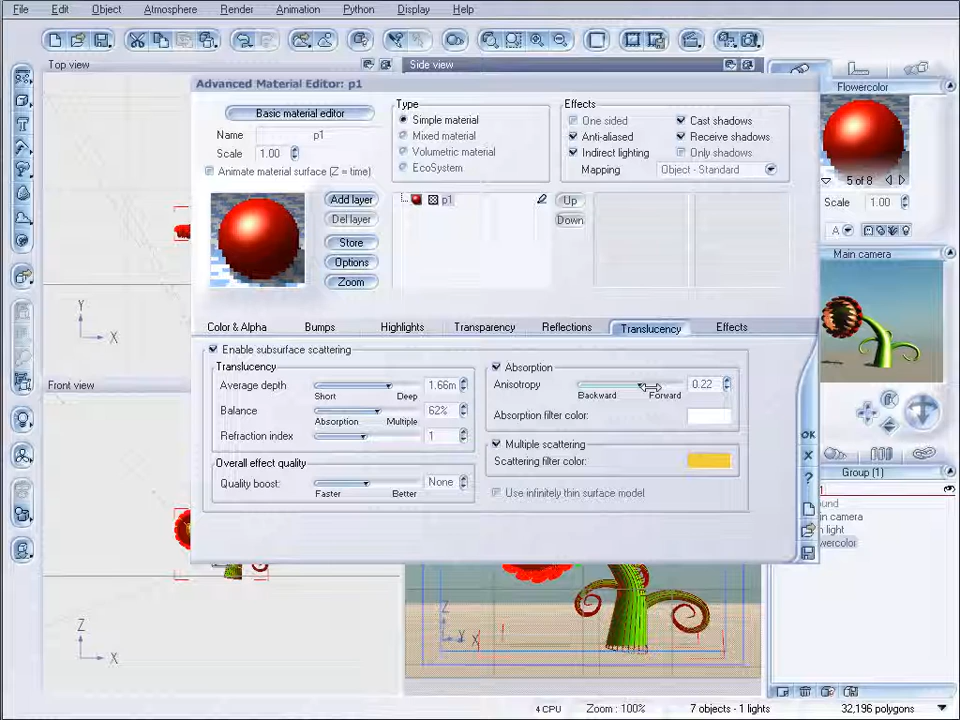 File Edit Object Atmosphere Render Animation Python Display Help
Top view
Side view
Advanced Material Editor: p1
Basic material editor
Name p1
Scale 1.00
Animate material surface (Z = time)
Type
Simple material
Mixed material
Volumetric material
EcoSystem
Effects
One sided
Cast shadows
Anti-aliased
Receive shadows
Indirect lighting
Only shadows
Mapping Object - Standard
Add layer
Del layer
Store
Options
Zoom
p1
Up
Down
Color & Alpha Bumps Highlights Transparency Reflections Translucency Effects
Enable subsurface scattering
Translucency
Average depth 1.66m
Short Deep
Balance 62%
Absorption Multiple
Refraction index 1
Overall effect quality
Quality boost: None
Faster Better
Absorption
Anisotropy 0.22
Backward Forward
Absorption filter color:
Multiple scattering
Scattering filter color:
Use infinitely thin surface model
OK
Flowercolor
5 of 8
Scale 1.00
A
Main camera
Group (1)
1
ound
in camera
n light
wercolor
Y
X
Front view
Z
X
Z
Y X
4 CPU Zoom : 100% 7 objects - 1 lights 32,196 polygons